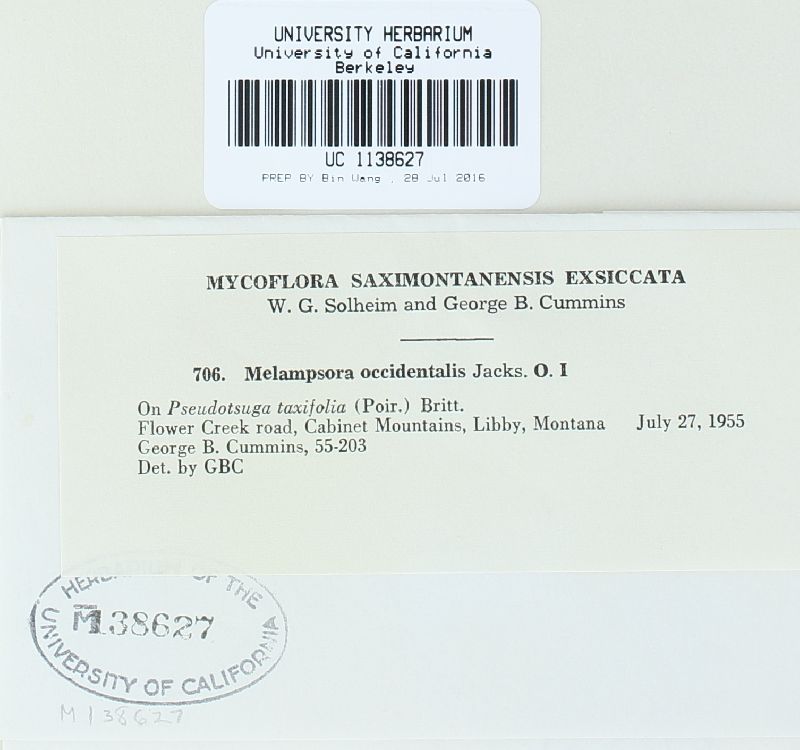 UNIVERSITY HERBARIUM
University of California
Berkeley
UC 1138627
PREP BY Bin Wang , 28 Jul 2016
MYCOFLORA SAXIMONTANENSIS EXSICCATA
W. G. Solheim and George B. Cummins
706. Melampsora occidentalis Jacks. O. I
On Pseudotsuga taxifolia (Poir.) Britt.
Flower Creek road, Cabinet Mountains, Libby, Montana July 27, 1955
George B. Cummins, 55-203
Det. by GBC
HERBARIUM OF THE
M138627
UNIVERSITY OF CALIFORNIA
M 138627